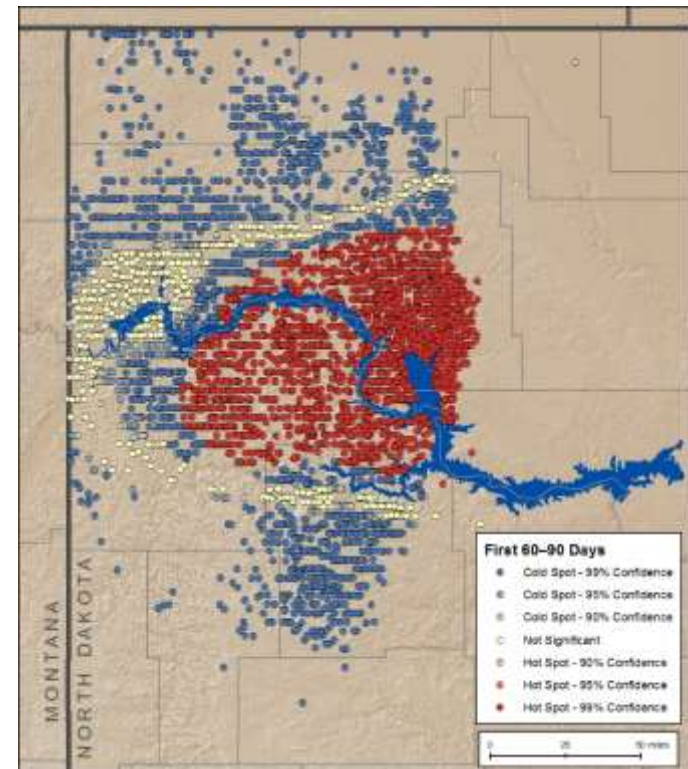 MONTANA
NORTH DAKOTA
First 60–90 Days
Cold Spot - 99% Confidence
Cold Spot - 95% Confidence
Cold Spot - 90% Confidence
Not Significant
Hot Spot - 90% Confidence
Hot Spot - 95% Confidence
Hot Spot - 99% Confidence
0 25 50 miles